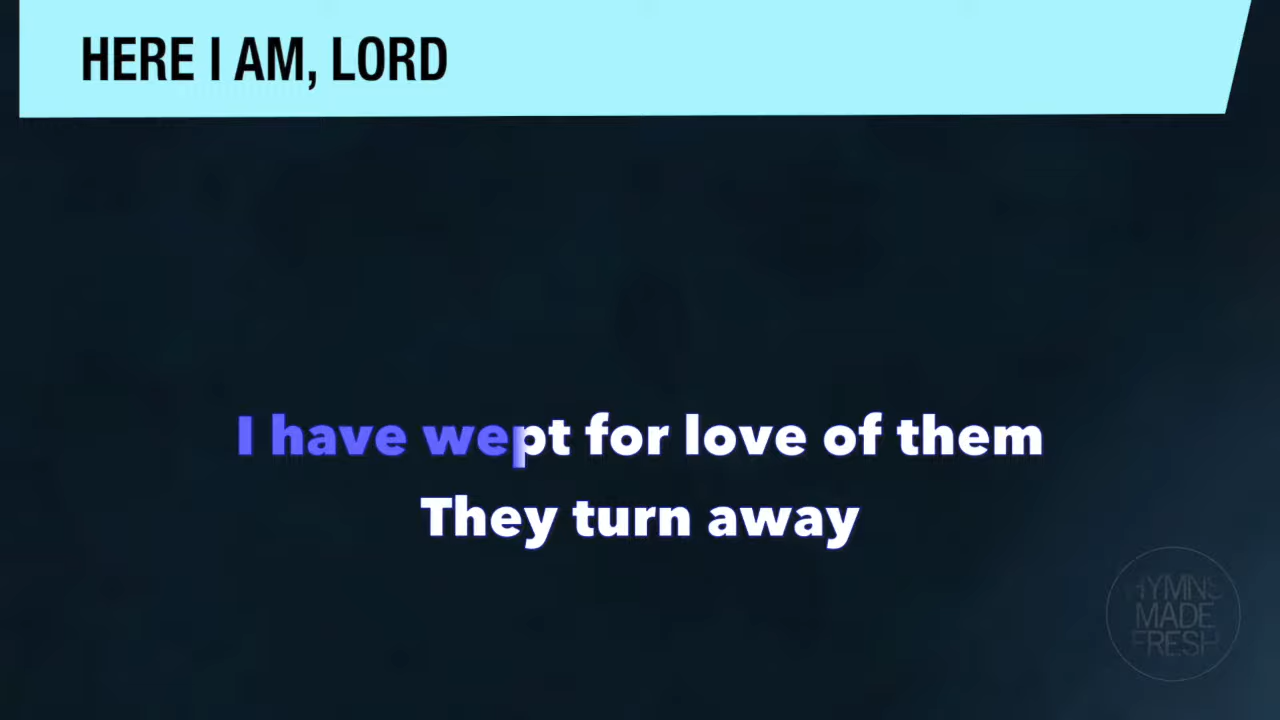 HERE I AM, LORD
I have wept for love of them
They turn away
HYMNS
MADE
FRESH